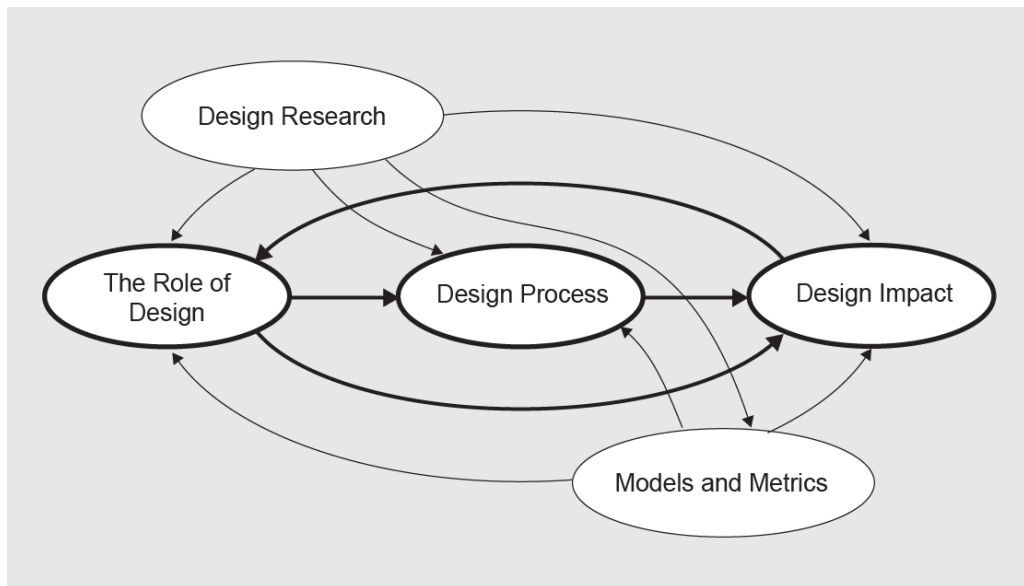 Design Research
The Role of
Design
Design Process
Design Impact
Models and Metrics